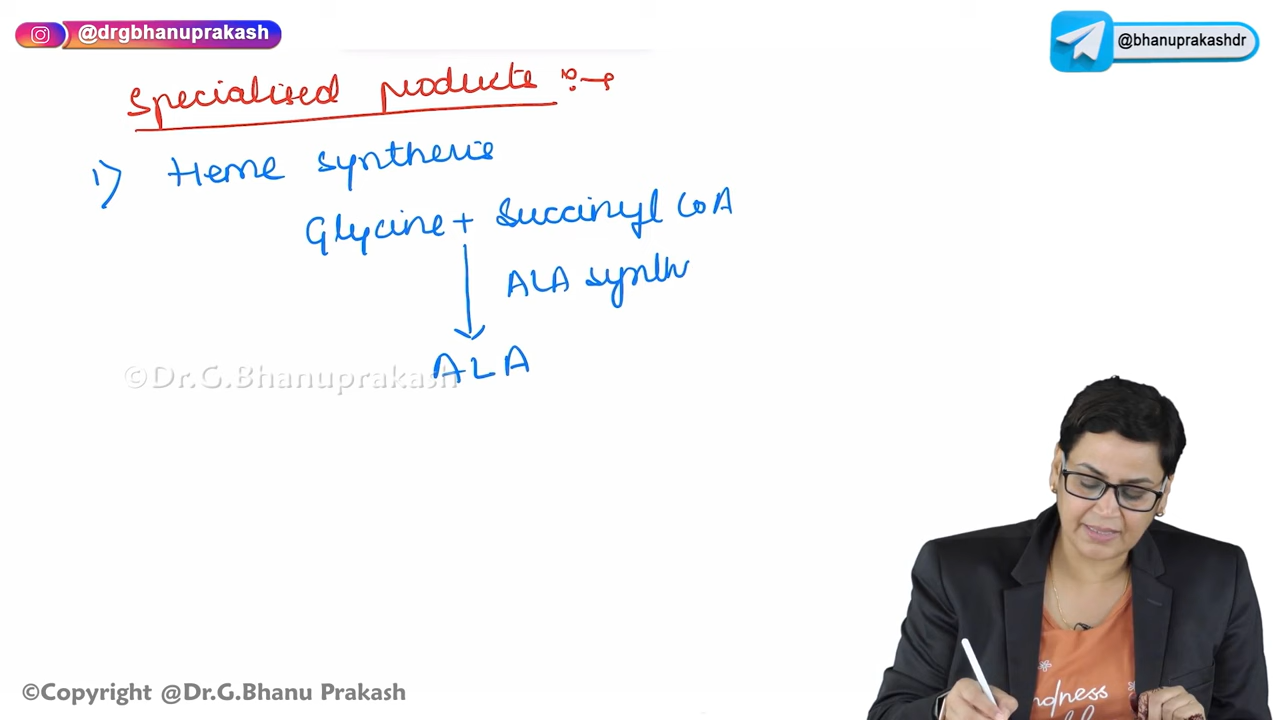 @drgbhanuprakash
@bhanuprakashdr
Specialised products :→
1) Heme synthesis
Glycine + Succinyl CoA
ALA synth
ALA
©Dr.G.Bhanuprakash
©Copyright @Dr.G.Bhanu Prakash